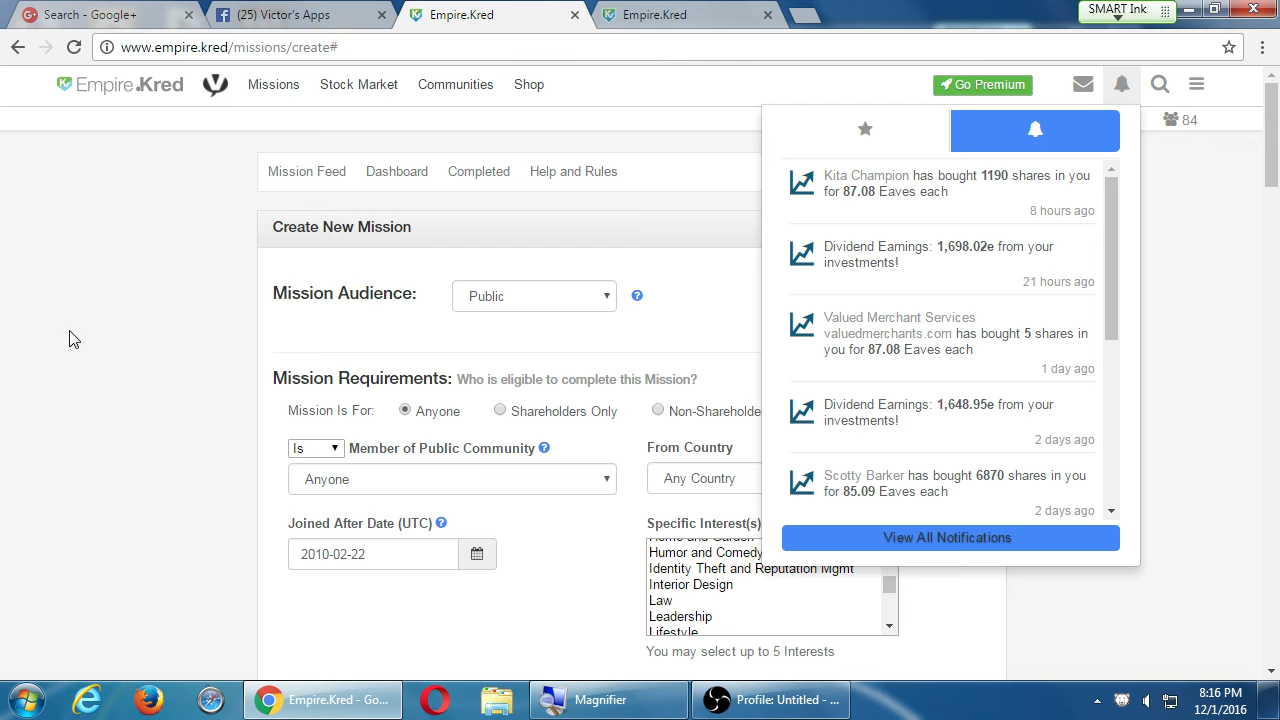 Search - Google+
(25) Victor's Apps
Empire.Kred
Empire.Kred
SMART Ink
www.empire.kred/missions/create#
Empire.Kred
Missions
Stock Market
Communities
Shop
Go Premium
84
Mission Feed
Dashboard
Completed
Help and Rules
Create New Mission
Mission Audience:
Public
Mission Requirements: Who is eligible to complete this Mission?
Mission Is For:
Anyone
Shareholders Only
Non-Shareholde
Is
Member of Public Community
From Country
Anyone
Any Country
Joined After Date (UTC)
Specific Interest(s)
2010-02-22
Home and Garden
Humor and Comedy
Identity Theft and Reputation Mgmt
Interior Design
Law
Leadership
Lifestyle
You may select up to 5 Interests
Kita Champion has bought 1190 shares in you
for 87.08 Eaves each
8 hours ago
Dividend Earnings: 1,698.02e from your
investments!
21 hours ago
Valued Merchant Services
valuedmerchants.com has bought 5 shares in
you for 87.08 Eaves each
1 day ago
Dividend Earnings: 1,648.95e from your
investments!
2 days ago
Scotty Barker has bought 6870 shares in you
for 85.09 Eaves each
2 days ago
View All Notifications
Empire.Kred - Go...
Magnifier
Profile: Untitled - ...
8:16 PM
12/1/2016